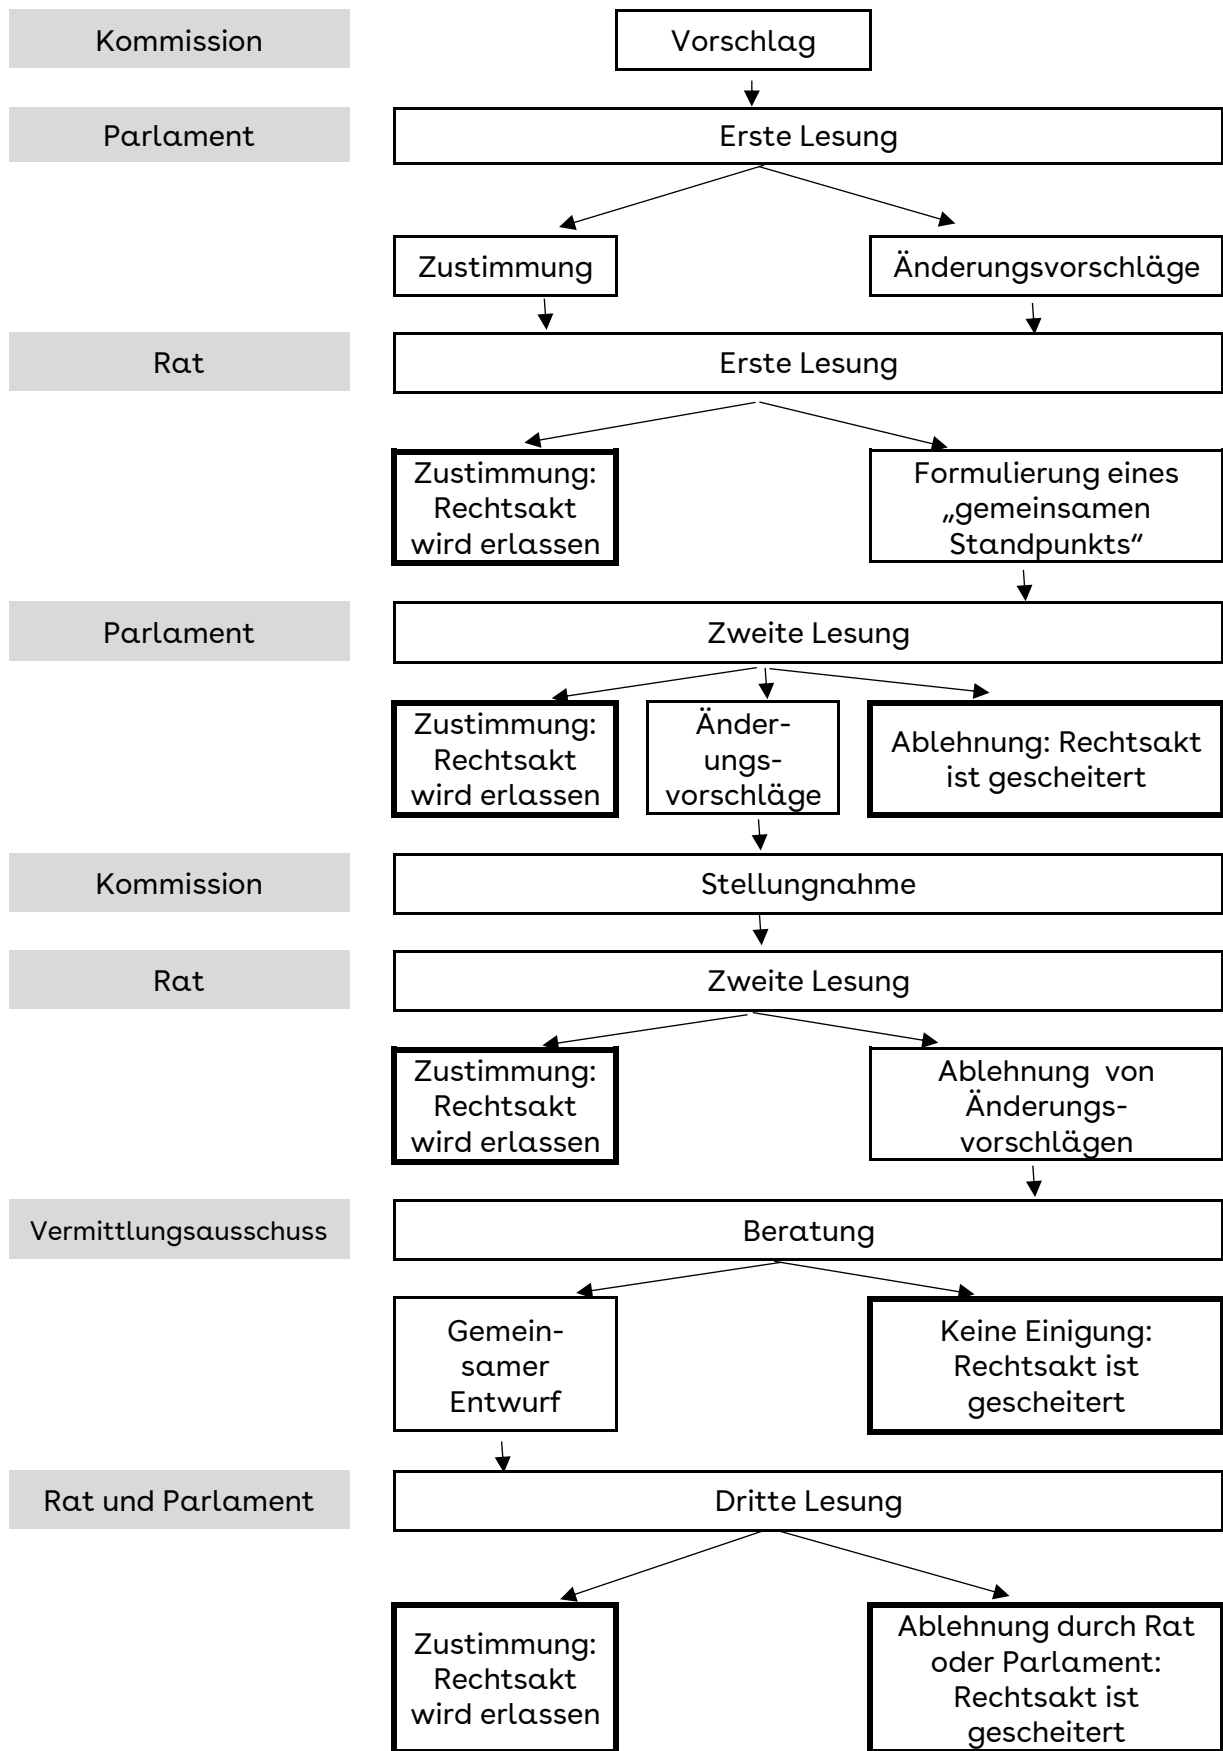 Kommission
Vorschlag
Parlament
Erste Lesung
Zustimmung
Änderungsvorschläge
Rat
Erste Lesung
Zustimmung:
Rechtsakt
wird erlassen
Formulierung eines
„gemeinsamen
Standpunkts“
Parlament
Zweite Lesung
Zustimmung:
Rechtsakt
wird erlassen
Änder-
ungs-
vorschläge
Ablehnung: Rechtsakt
ist gescheitert
Kommission
Stellungnahme
Rat
Zweite Lesung
Zustimmung:
Rechtsakt
wird erlassen
Ablehnung von
Änderungs-
vorschlägen
Vermittlungsausschuss
Beratung
Gemein-
samer
Entwurf
Keine Einigung:
Rechtsakt ist
gescheitert
Rat und Parlament
Dritte Lesung
Zustimmung:
Rechtsakt
wird erlassen
Ablehnung durch Rat
oder Parlament:
Rechtsakt ist
gescheitert